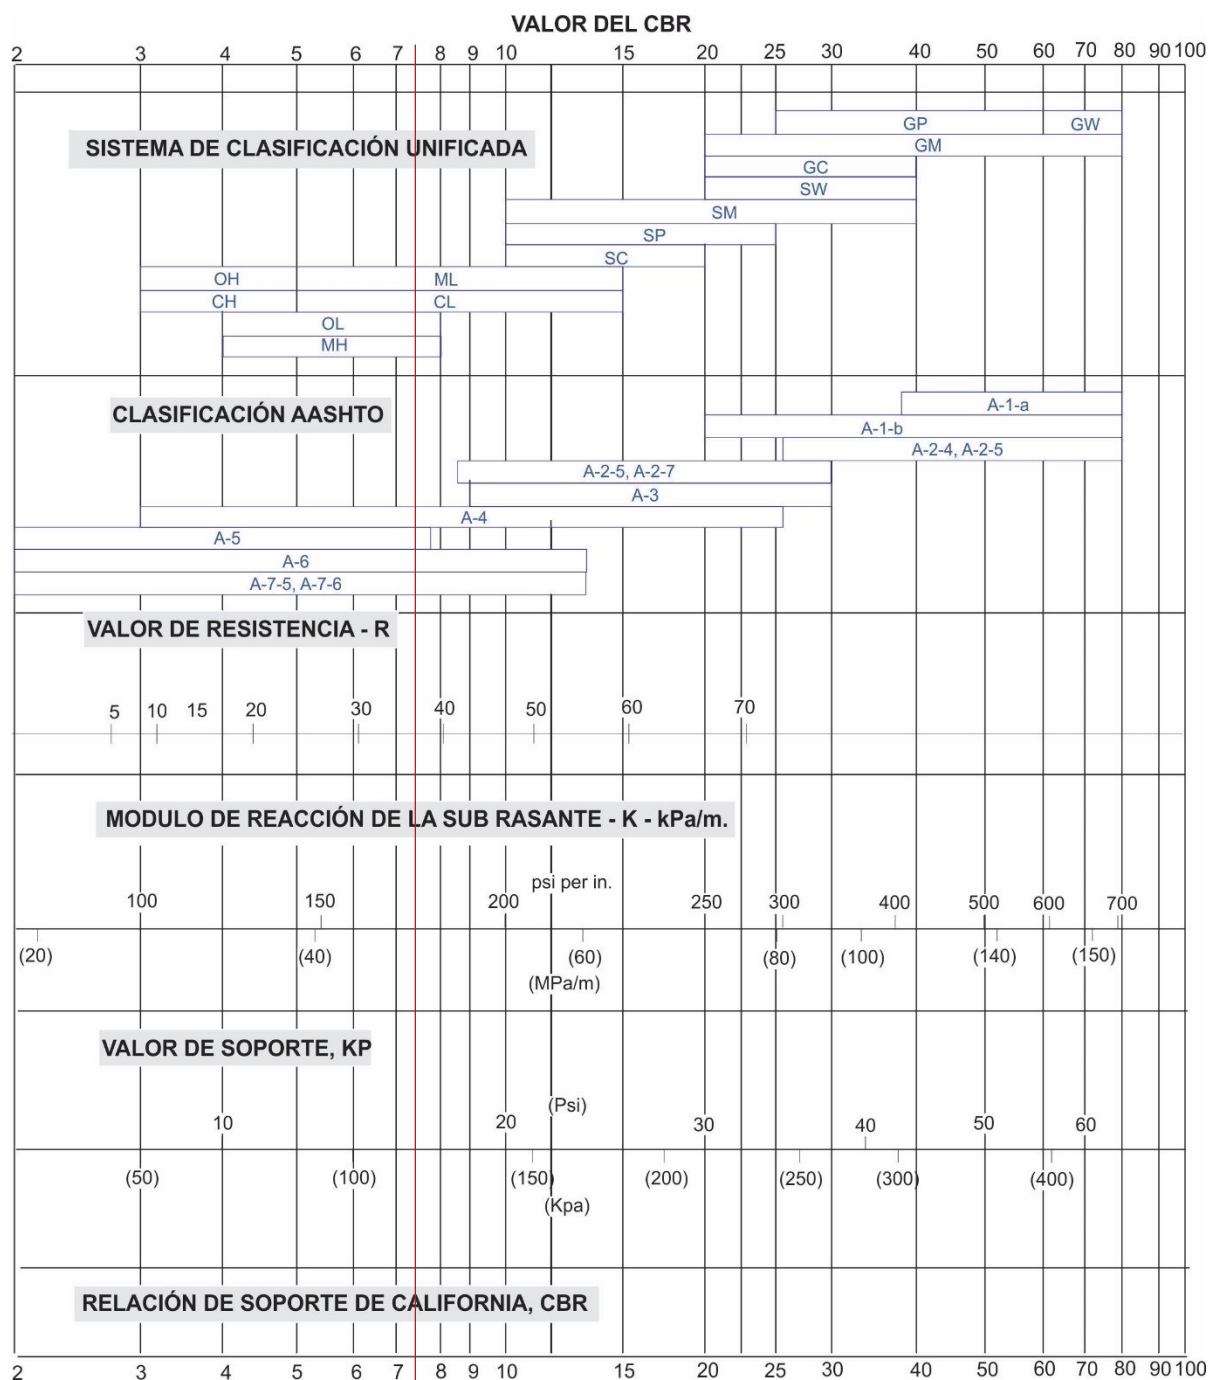 VALOR DEL CBR
2 3 4 5 6 7 8 9 10 15 20 25 30 40 50 60 70 80 90 100
GP GW
SISTEMA DE CLASIFICACIÓN UNIFICADA
GM
GC
SW
SM
SP
SC
OH ML
CH CL
OL
MH
CLASIFICACIÓN AASHTO
A-1-a
A-1-b
A-2-4, A-2-5
A-2-5, A-2-7
A-3
A-4
A-5
A-6
A-7-5, A-7-6
VALOR DE RESISTENCIA - R
5 10 15 20 30 40 50 60 70
MODULO DE REACCIÓN DE LA SUB RASANTE - K - kPa/m.
psi per in.
100 150 200 250 300 400 500 600 700
(20) (40) (60) (80) (100) (140) (150)
(MPa/m)
VALOR DE SOPORTE, KP
(Psi)
10 20 30 40 50 60
(50) (100) (150) (200) (250) (300) (400)
(Kpa)
RELACIÓN DE SOPORTE DE CALIFORNIA, CBR
2 3 4 5 6 7 8 9 10 15 20 25 30 40 50 60 70 80 90 100